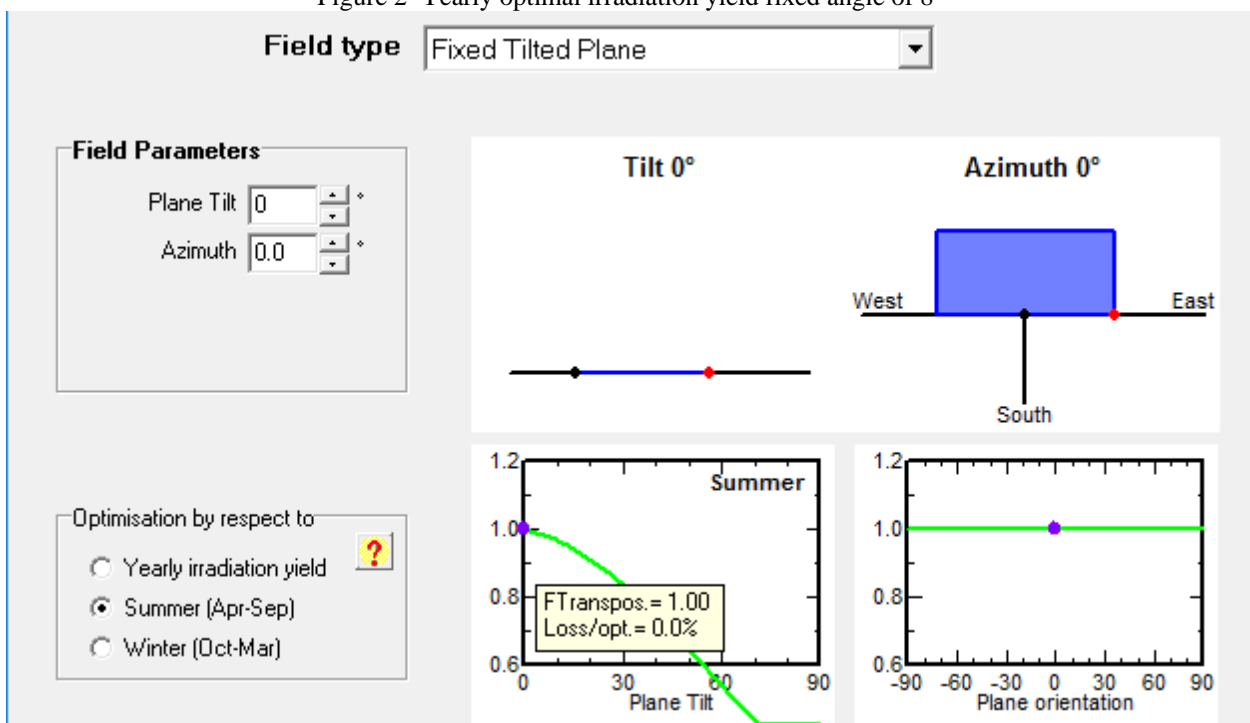 Figure 2 Yearly optimal irradiation yield fixed angle of 8
Field type Fixed Tilted Plane
Field Parameters
Plane Tilt 0 °
Azimuth 0.0 °
Tilt 0°
Azimuth 0°
West
East
South
Optimisation by respect to
?
Yearly irradiation yield
Summer (Apr-Sep)
Winter (Oct-Mar)
1.2
1.0
0.8
0.6
Summer
FTranspos.= 1.00
Loss/opt.= 0.0%
0 30 60 90
Plane Tilt
1.2
1.0
0.8
0.6
-90 -60 -30 0 30 60 90
Plane orientation